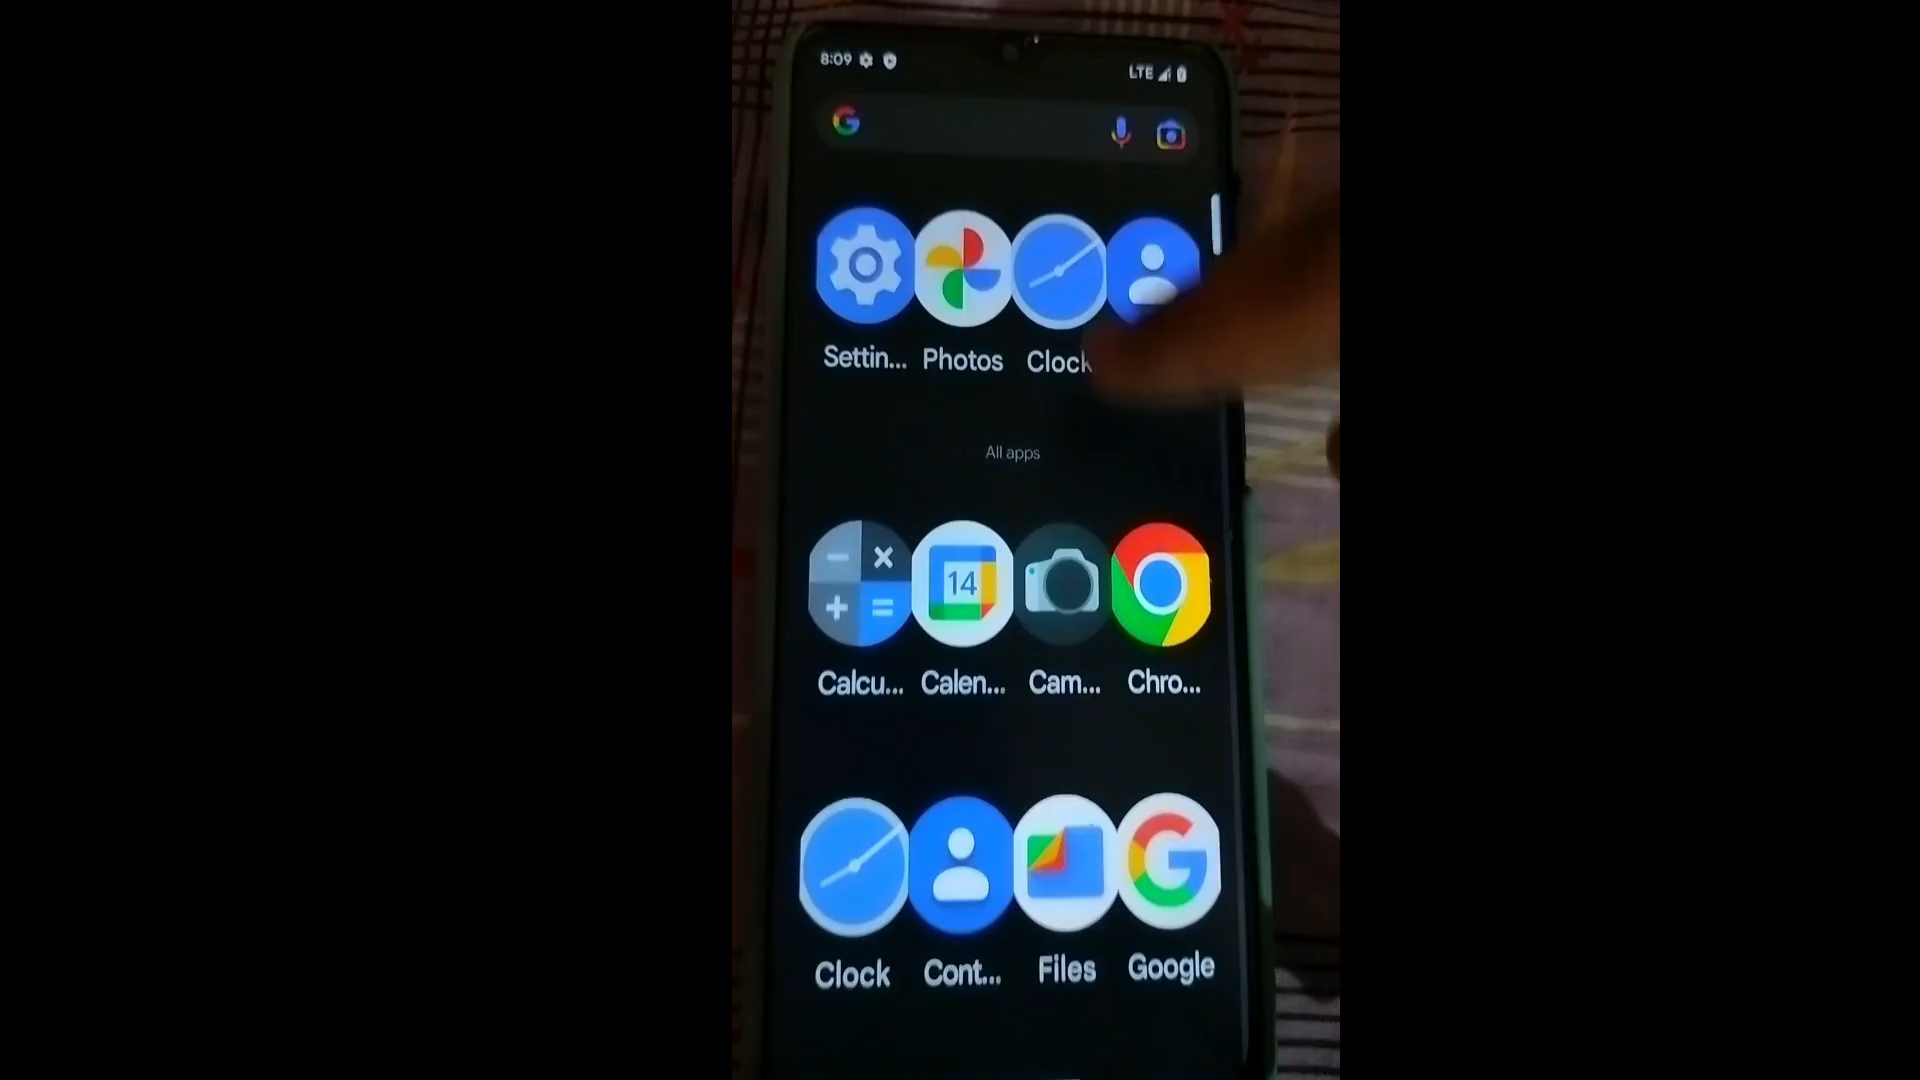 8:09 LTE
Settin... Photos Clock
All apps
14
Calcu... Calen... Cam... Chro...
Clock Cont... Files Google